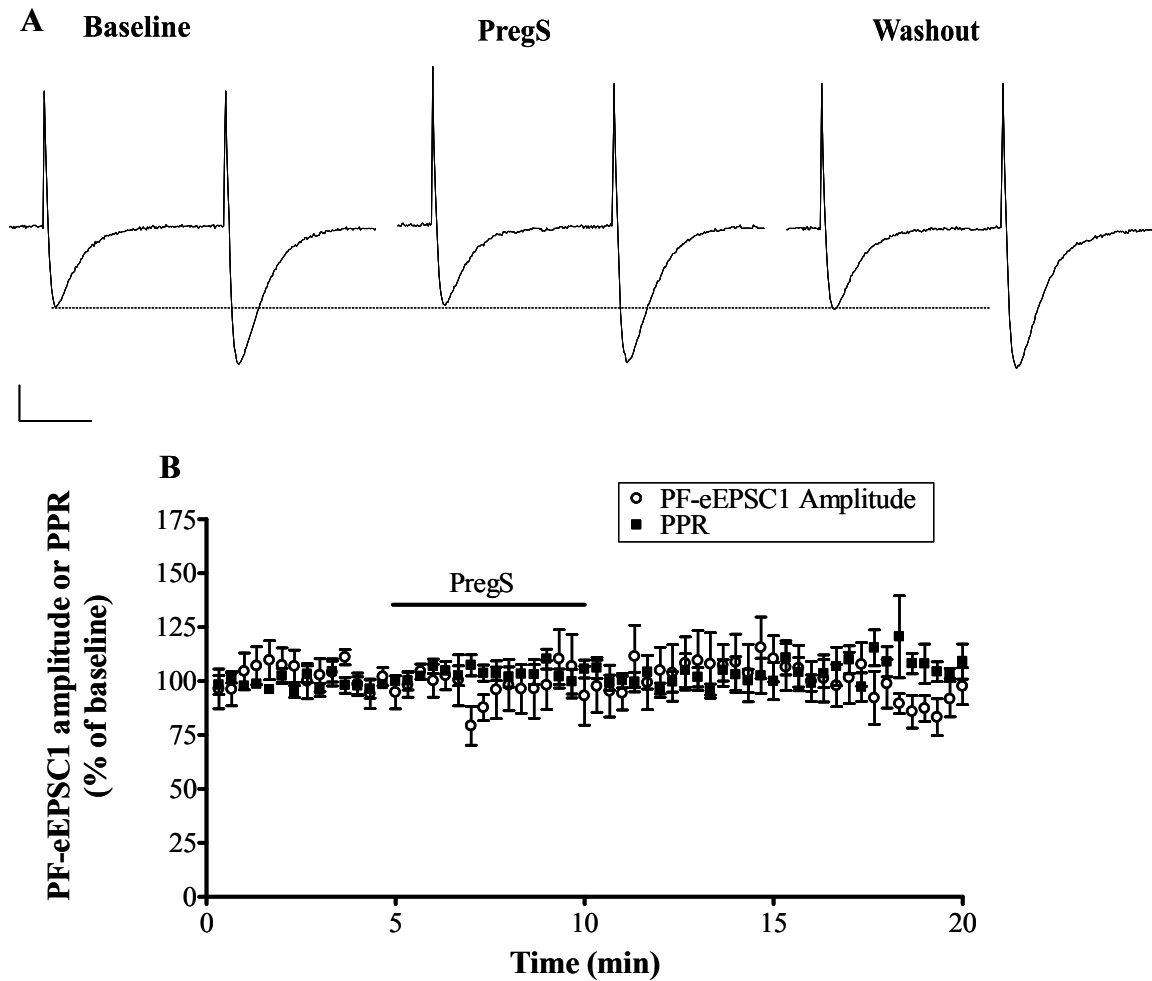 A
Baseline
PregS
Washout
B
PF-eEPSC1 Amplitude
PPR
PF-eEPSC1 amplitude or PPR
(% of baseline)
175
150
125
100
75
50
25
0
PregS
0
5
10
15
20
Time (min)